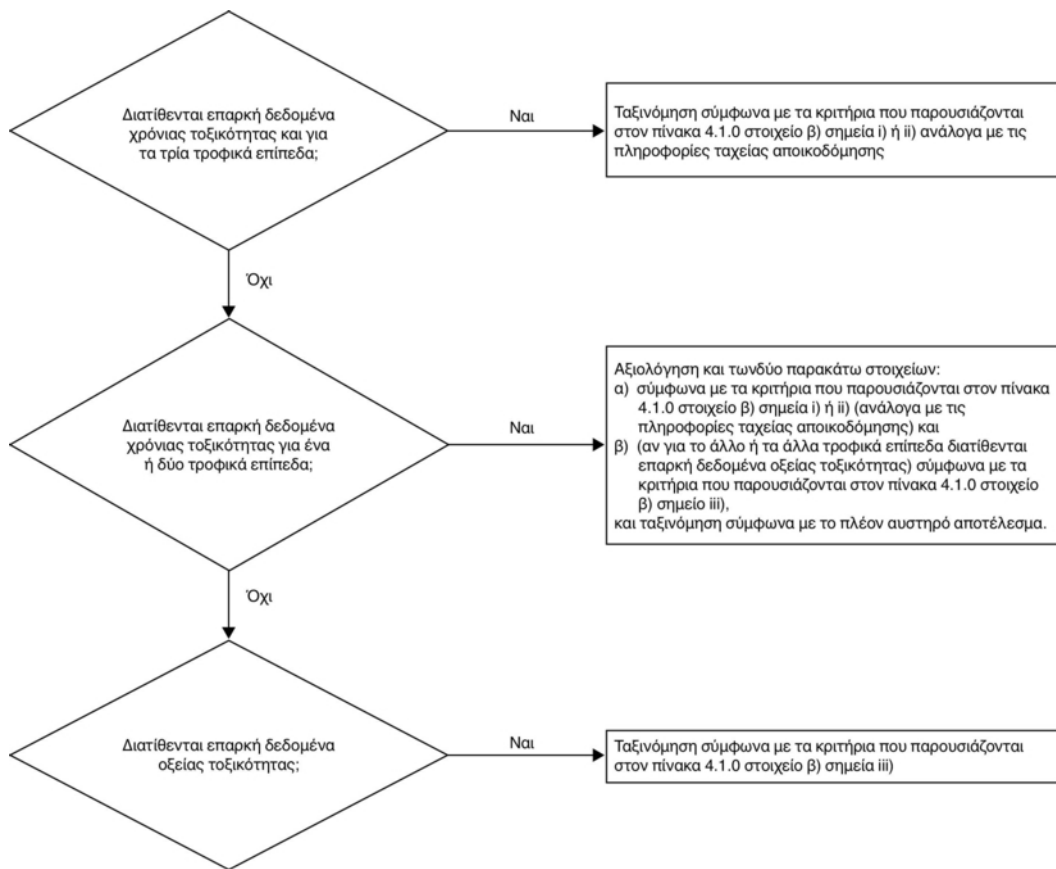 Διατίθενται επαρκή δεδομένα
χρόνιας τοξικότητας και για
τα τρία τροφικά επίπεδα;
Ναι
Ταξινόμηση σύμφωνα με τα κριτήρια που παρουσιάζονται
στον πίνακα 4.1.0 στοιχείο β) σημεία i) ή ii) ανάλογα με τις
πληροφορίες ταχείας αποικοδόμησης
Όχι
Διατίθενται επαρκή δεδομένα
χρόνιας τοξικότητας για ένα
ή δύο τροφικά επίπεδα;
Ναι
Αξιολόγηση και τωνδύο παρακάτω στοιχείων:
α) σύμφωνα με τα κριτήρια που παρουσιάζονται στον πίνακα
4.1.0 στοιχείο β) σημεία i) ή ii) (ανάλογα με τις
πληροφορίες ταχείας αποικοδόμησης) και
β) (αν για το άλλο ή τα άλλα τροφικά επίπεδα διατίθενται
επαρκή δεδομένα οξείας τοξικότητας) σύμφωνα με τα
κριτήρια που παρουσιάζονται στον πίνακα 4.1.0 στοιχείο
β) σημείο iii),
και ταξινόμηση σύμφωνα με το πλέον αυστηρό αποτέλεσμα.
Όχι
Διατίθενται επαρκή δεδομένα
οξείας τοξικότητας;
Ναι
Ταξινόμηση σύμφωνα με τα κριτήρια που παρουσιάζονται
στον πίνακα 4.1.0 στοιχείο β) σημεία iii)